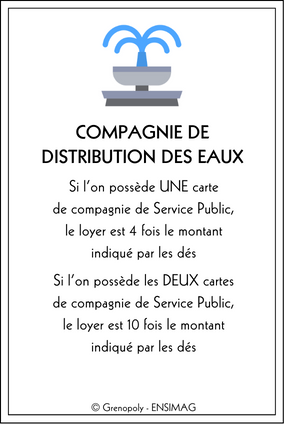 COMPAGNIE DE
DISTRIBUTION DES EAUX
Si l'on possède UNE carte
de compagnie de Service Public,
le loyer est 4 fois le montant
indiqué par les dés
Si l'on possède les DEUX cartes
de compagnie de Service Public,
le loyer est 10 fois le montant
indiqué par les dés
© Grenopoly - ENSIMAG